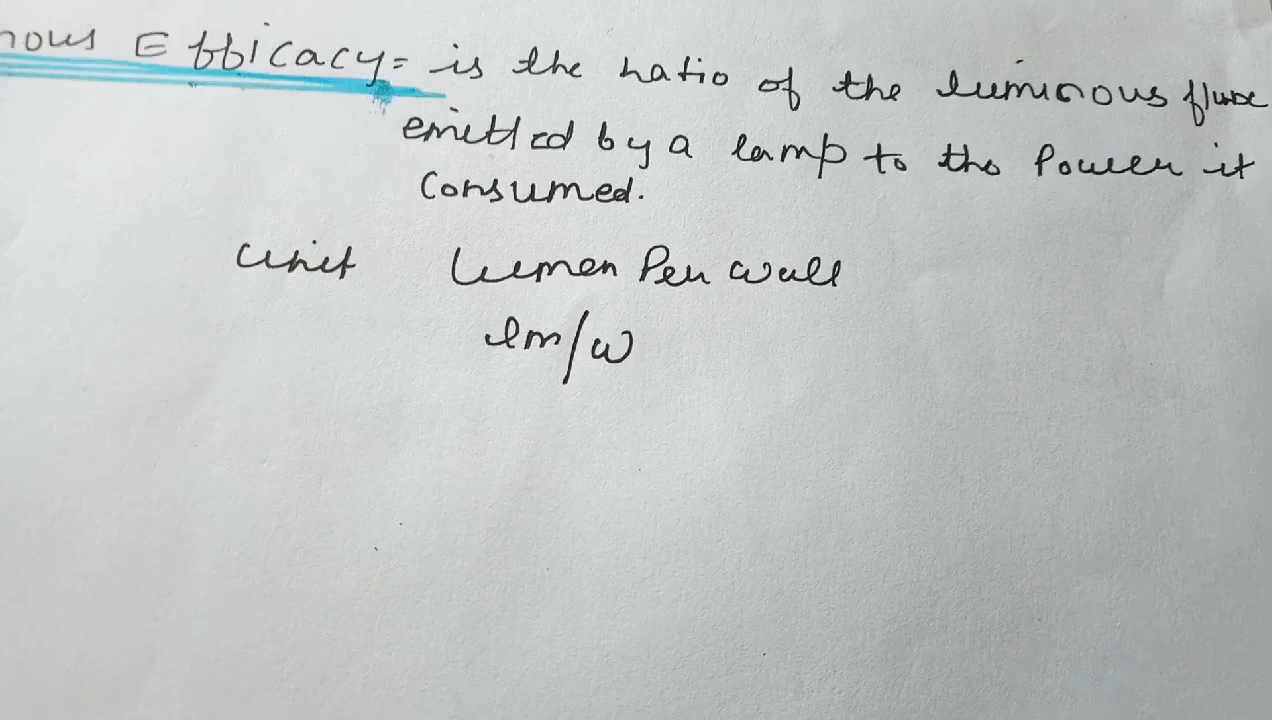 nous Efficacy = is the ratio of the luminous flux
emitted by a lamp to the Power it
Consumed.
Unit Lumen Per watt
lm/w